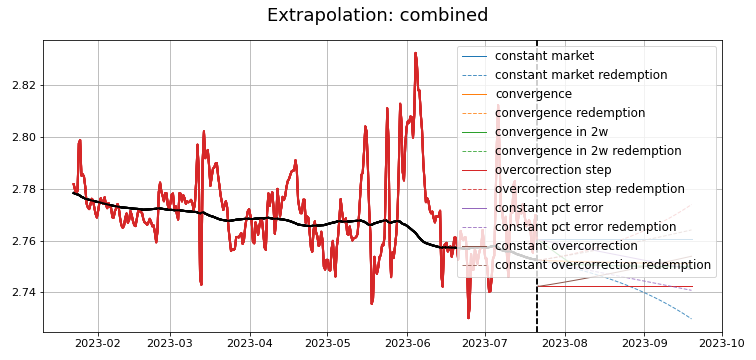 Extrapolation: combined
constant market
constant market redemption
convergence
convergence redemption
convergence in 2w
convergence in 2w redemption
overcorrection step
overcorrection step redemption
constant pct error
constant pct error redemption
constant overcorrection
constant overcorrection redemption
2.82
2.80
2.78
2.76
2.74
2023-02
2023-03
2023-04
2023-05
2023-06
2023-07
2023-08
2023-09
2023-10